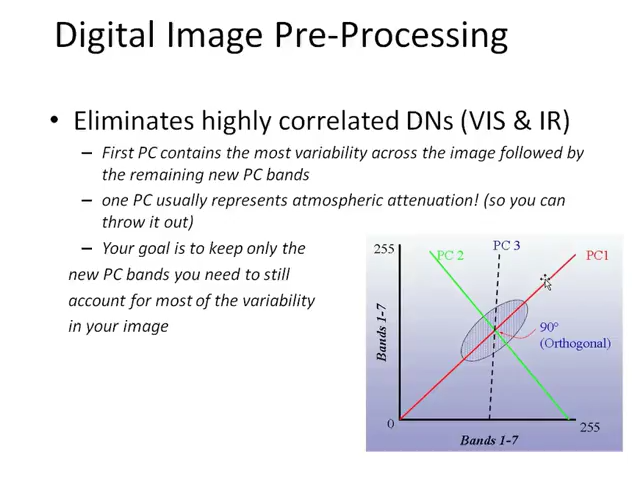 Digital Image Pre-Processing
• Eliminates highly correlated DNs (VIS & IR)
– First PC contains the most variability across the image followed by
the remaining new PC bands
– one PC usually represents atmospheric attenuation! (so you can
throw it out)
– Your goal is to keep only the
new PC bands you need to still
account for most of the variability
in your image
255
PC 2
PC 3
PC1
Bands 1-7
90°
(Orthogonal)
0
255
Bands 1-7